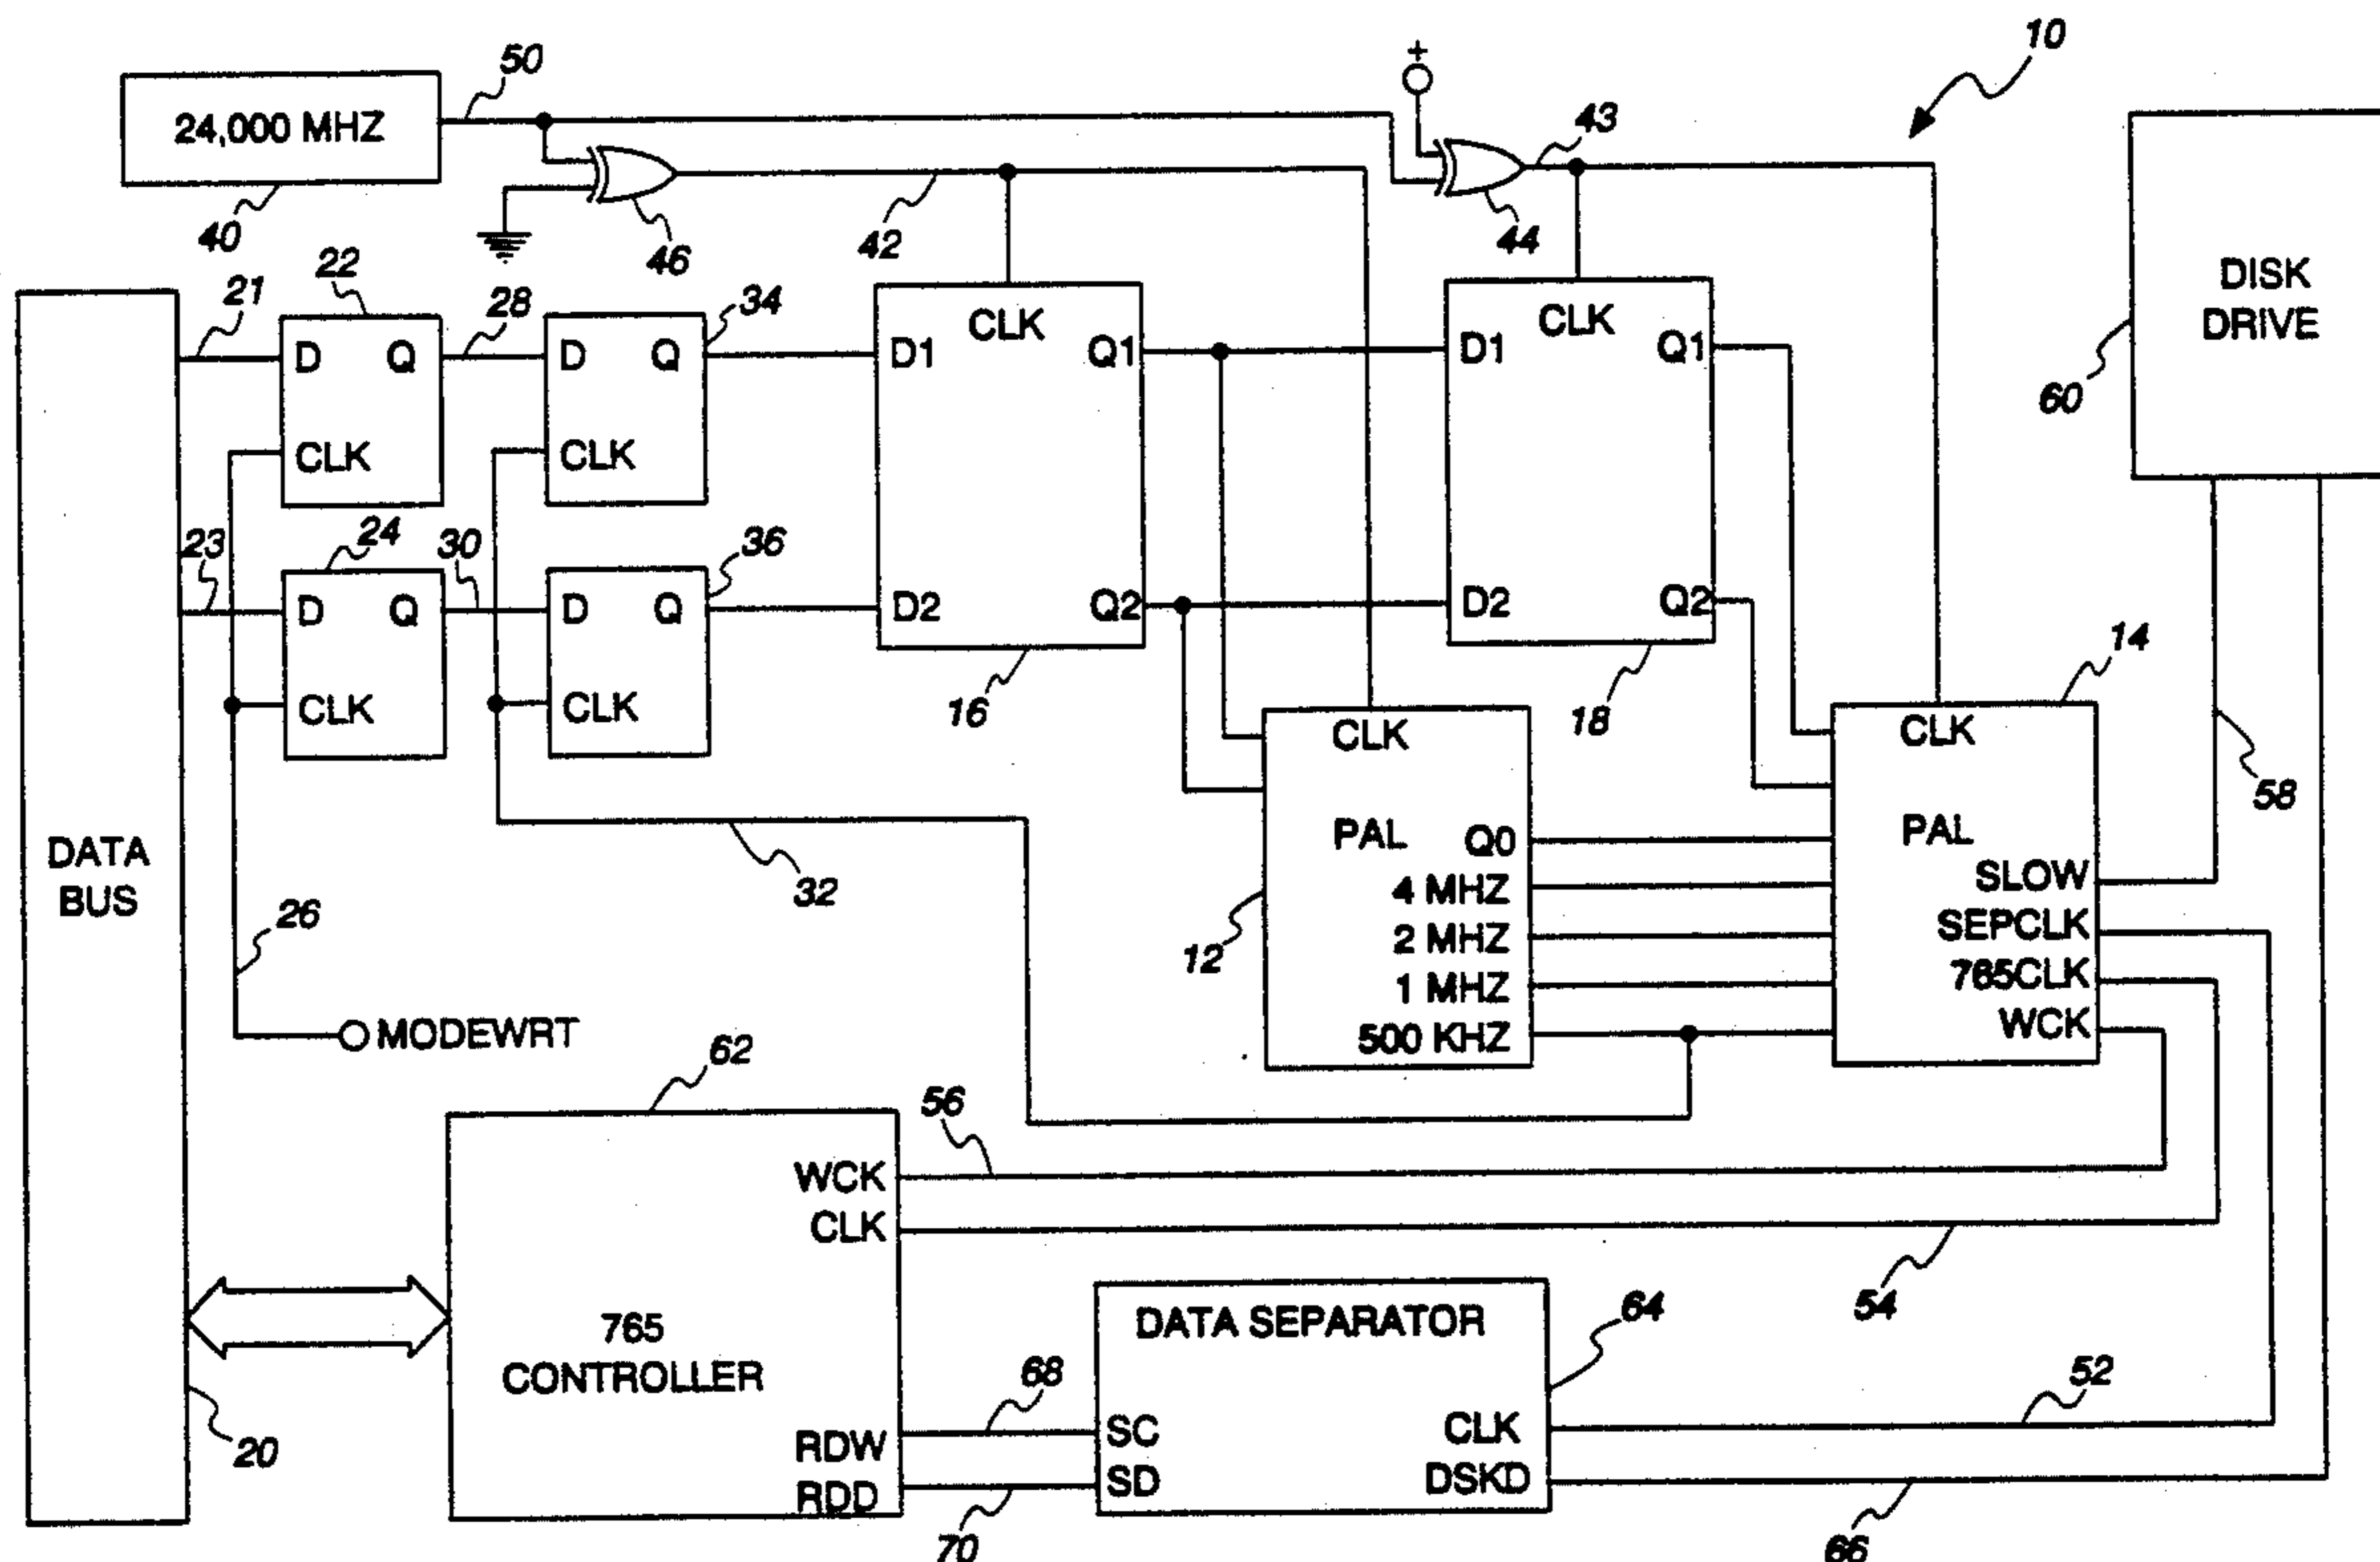 10
50
+
43
24,000 MHZ
40
46
42
44
DISK
DRIVE
60
22
21
28
34
D Q
CLK
D Q
CLK
CLK
D1 Q1
D2 Q2
16
CLK
D1 Q1
D2 Q2
18
23
24
30
36
D Q
CLK
D Q
CLK
14
58
DATA
BUS
26
32
12
CLK
PAL Q0
4 MHZ
2 MHZ
1 MHZ
500 KHZ
CLK
PAL
SLOW
SEPCLK
765CLK
WCK
MODEWRT
62
56
WCK
CLK
765
CONTROLLER
RDW
RDD
54
DATA SEPARATOR
64
68
SC CLK
SD DSKD
52
20
70
66